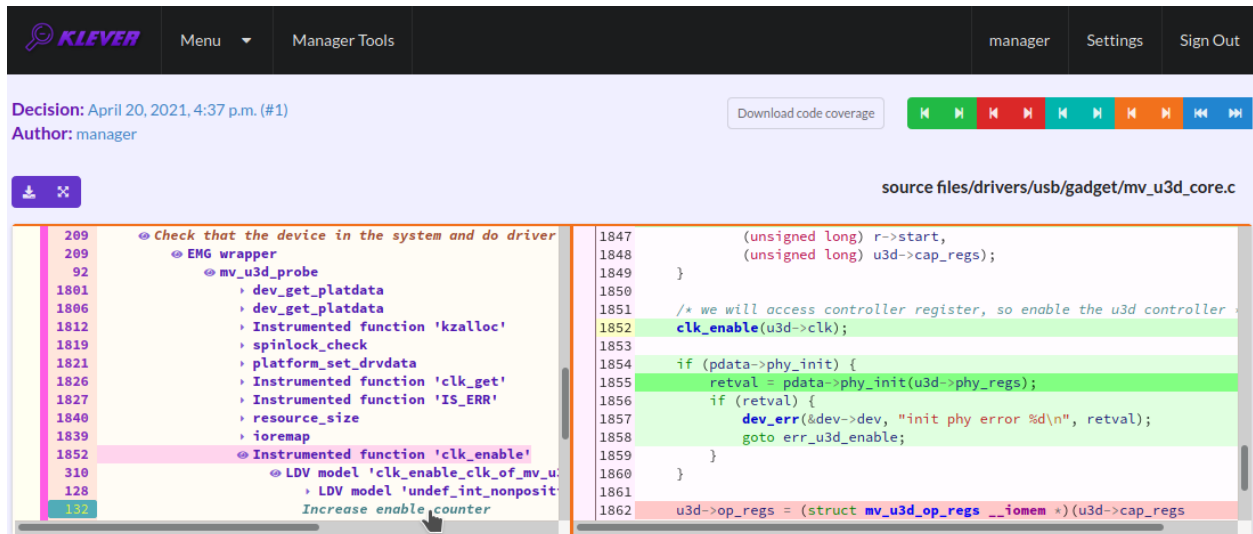 KLEVER Menu Manager Tools manager Settings Sign Out
Decision: April 20, 2021, 4:37 p.m. (#1)
Author: manager
Download code coverage
source files/drivers/usb/gadget/mv_u3d_core.c
209 Check that the device in the system and do driver
209 EMG wrapper
92 mv_u3d_probe
1801 dev_get_platdata
1806 dev_get_platdata
1812 Instrumented function 'kzalloc'
1819 spinlock_check
1821 platform_set_drvdata
1826 Instrumented function 'clk_get'
1827 Instrumented function 'IS_ERR'
1840 resource_size
1839 ioremap
1852 Instrumented function 'clk_enable'
310 LDV model 'clk_enable_clk_of_mv_u
128 LDV model 'undef_int_nonposit
132 Increase enable counter
1847 (unsigned long) r->start,
1848 (unsigned long) u3d->cap_regs);
1849 }
1850
1851 /* we will access controller register, so enable the u3d controller
1852 clk_enable(u3d->clk);
1853
1854 if (pdata->phy_init) {
1855 retval = pdata->phy_init(u3d->phy_regs);
1856 if (retval) {
1857 dev_err(&dev->dev, "init phy error %d\n", retval);
1858 goto err_u3d_enable;
1859 }
1860 }
1861
1862 u3d->op_regs = (struct mv_u3d_op_regs __iomem *)(u3d->cap_regs